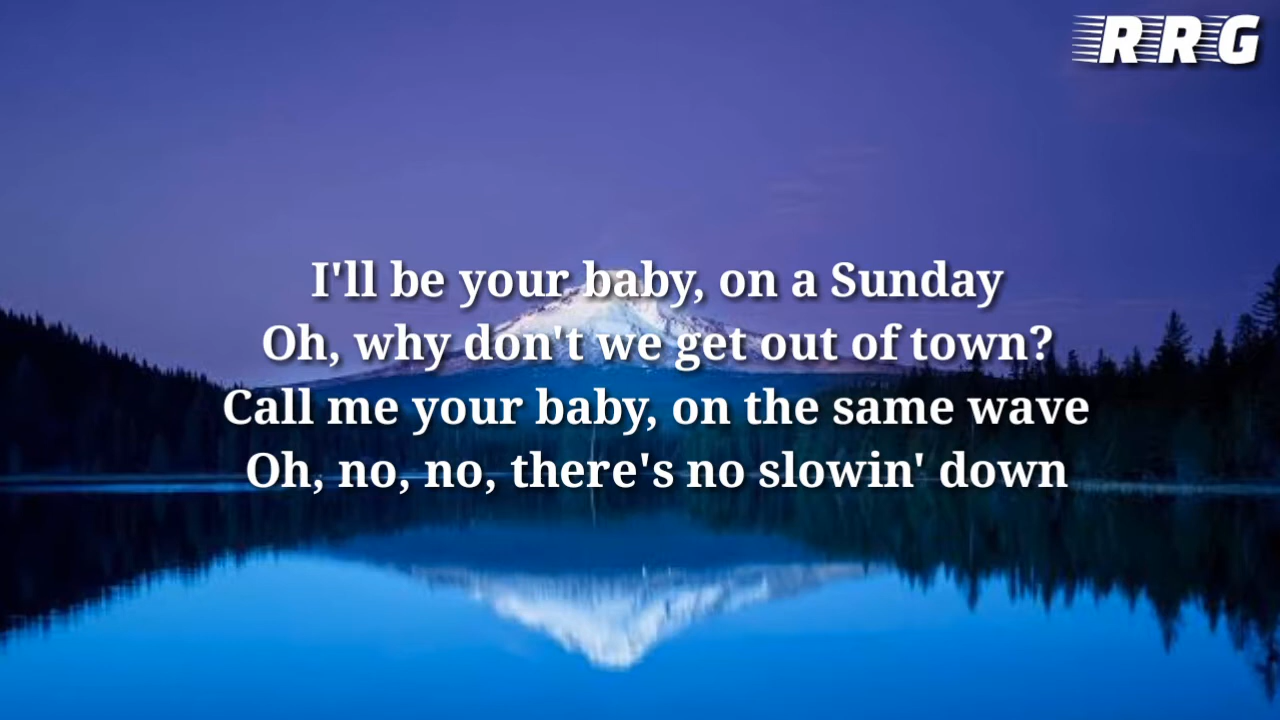 RRG
I'll be your baby, on a Sunday
Oh, why don't we get out of town?
Call me your baby, on the same wave
Oh, no, no, there's no slowin' down